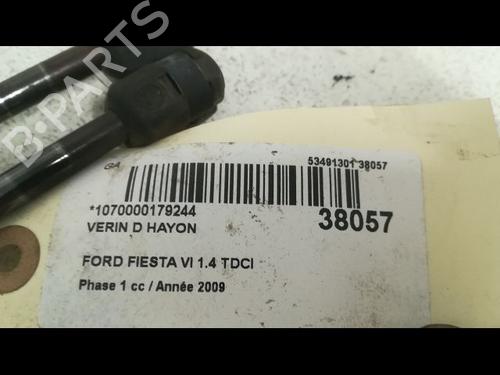 B-PARTS
GA
53491301 38057
*1070000179244
38057
VERIN D HAYON
FORD FIESTA VI 1.4 TDCI
Phase 1 cc / Année 2009